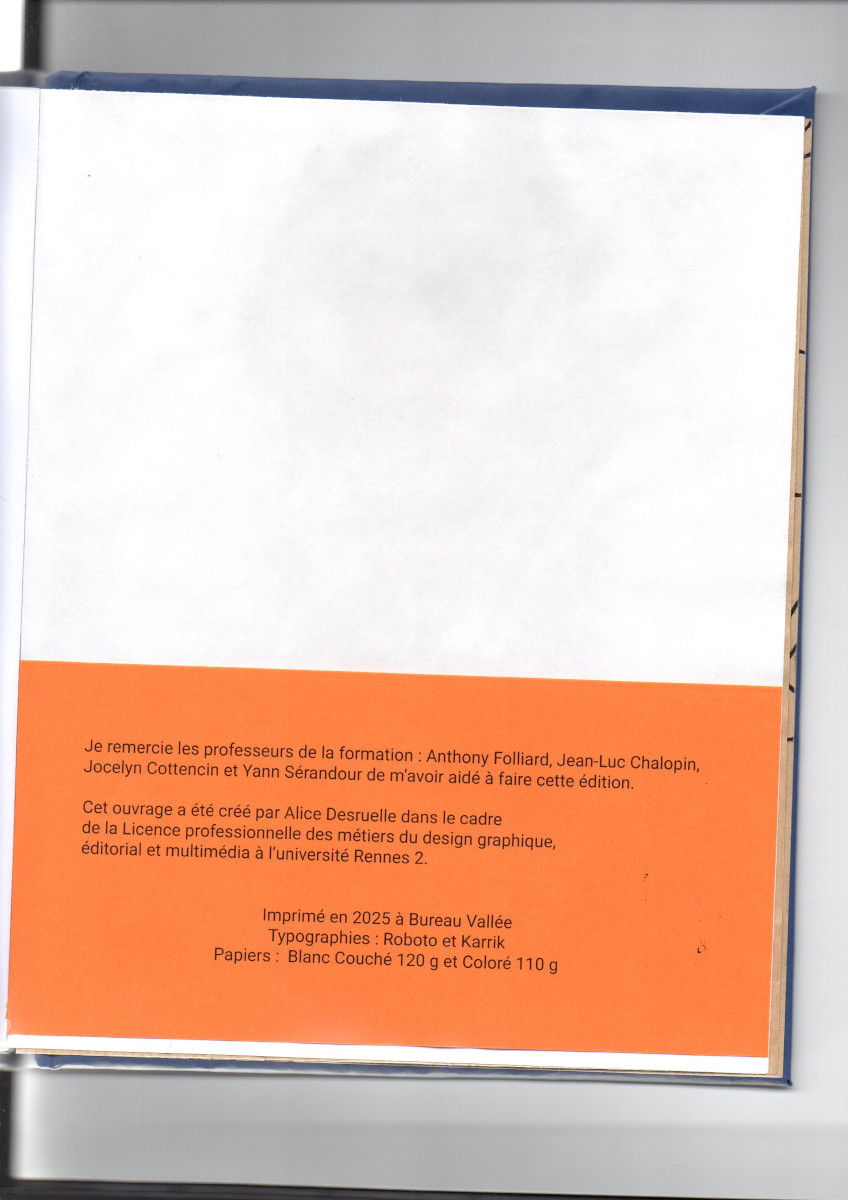 Je remercie les professeurs de la formation : Anthony Folliard, Jean-Luc Chalopin,
Jocelyn Cottencin et Yann Sérandour de m’avoir aidé à faire cette édition.
Cet ouvrage a été créé par Alice Desruelle dans le cadre
de la Licence professionnelle des métiers du design graphique,
éditorial et multimédia à l’université Rennes 2.
Imprimé en 2025 à Bureau Vallée
Typographies : Roboto et Karrik
Papiers :  Blanc Couché 120 g et Coloré 110 g